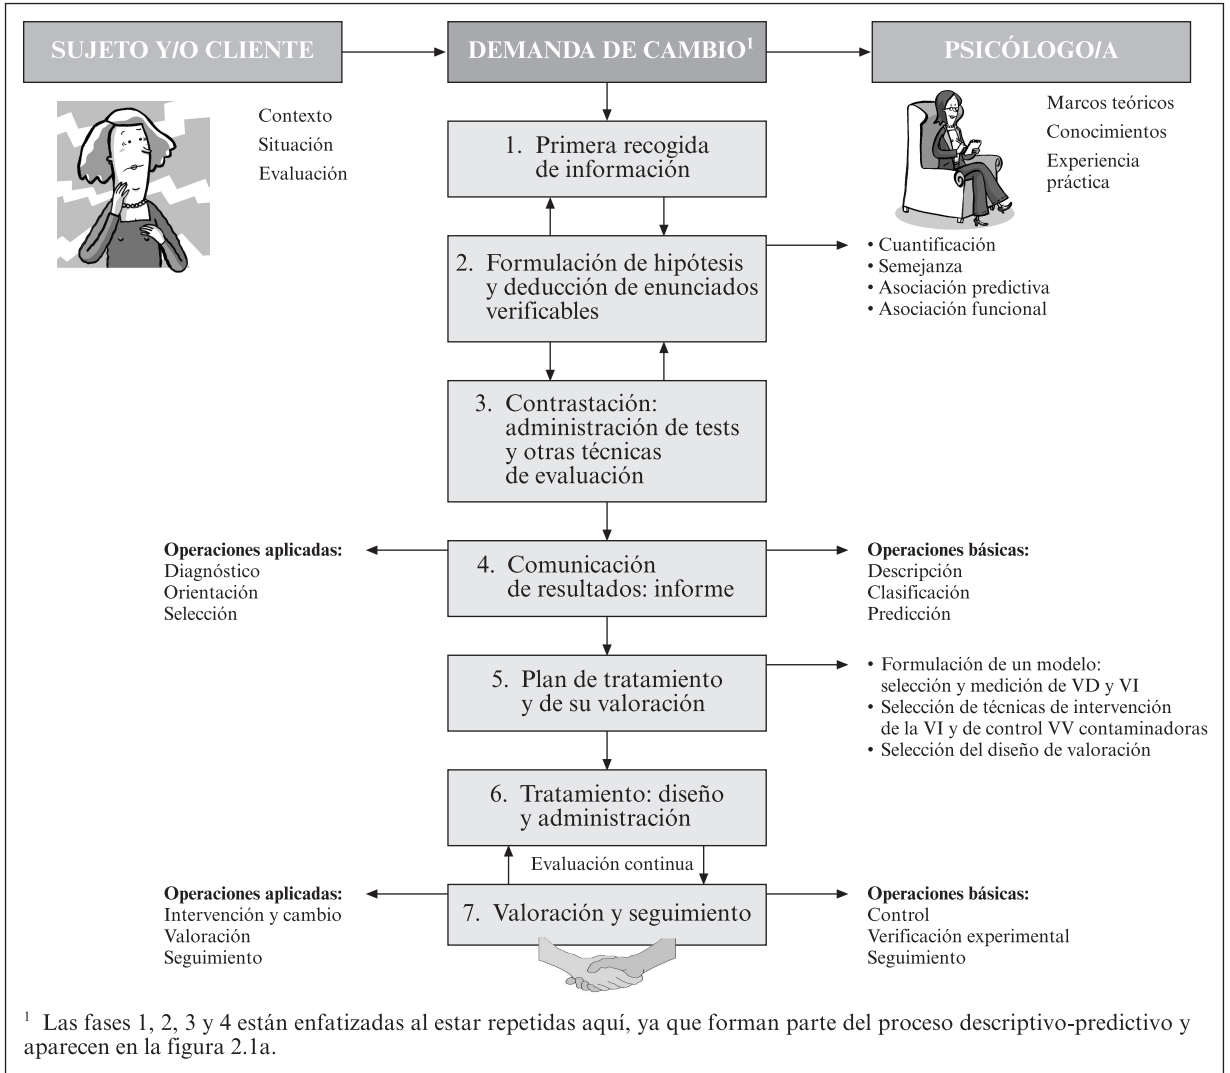 SUJETO Y/O CLIENTE
DEMANDA DE CAMBIO¹
PSICÓLOGO/A
Contexto
Situación
Evaluación
Marcos teóricos
Conocimientos
Experiencia
práctica
1. Primera recogida
de información
2. Formulación de hipótesis
y deducción de enunciados
verificables
• Cuantificación
• Semejanza
• Asociación predictiva
• Asociación funcional
3. Contrastación:
administración de tests
y otras técnicas
de evaluación
Operaciones aplicadas:
Diagnóstico
Orientación
Selección
4. Comunicación
de resultados: informe
Operaciones básicas:
Descripción
Clasificación
Predicción
5. Plan de tratamiento
y de su valoración
• Formulación de un modelo:
selección y medición de VD y VI
• Selección de técnicas de intervención
de la VI y de control VV contaminadoras
• Selección del diseño de valoración
6. Tratamiento: diseño
y administración
Evaluación continua
Operaciones aplicadas:
Intervención y cambio
Valoración
Seguimiento
7. Valoración y seguimiento
Operaciones básicas:
Control
Verificación experimental
Seguimiento
¹ Las fases 1, 2, 3 y 4 están enfatizadas al estar repetidas aquí, ya que forman parte del proceso descriptivo-predictivo y
aparecen en la figura 2.1a.